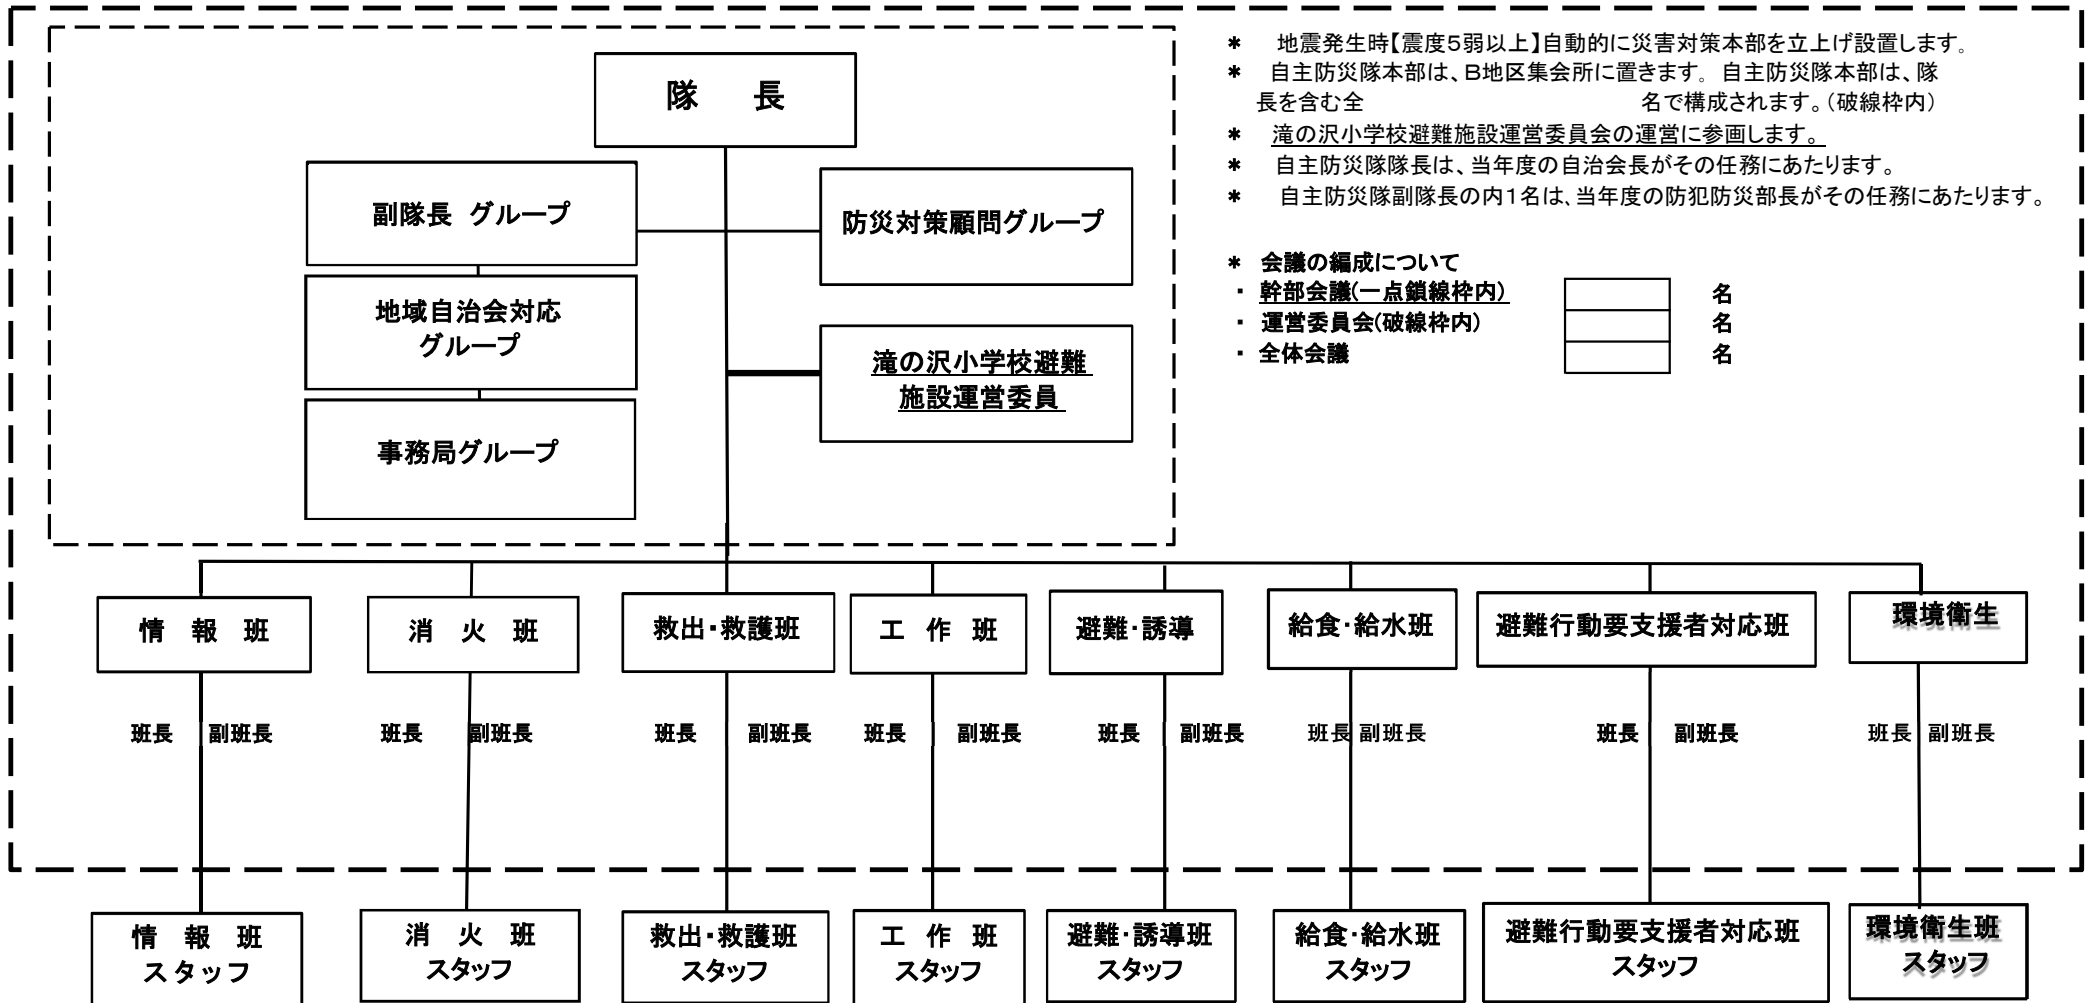 隊　長
副隊長 グループ
防災対策顧問グループ
地域自治会対応
グループ
滝の沢小学校避難
施設運営委員
事務局グループ
＊　地震発生時【震度5弱以上】自動的に災害対策本部を立上げ設置します。
＊　自主防災隊本部は、B地区集会所に置きます。自主防災隊本部は、隊
長を含む全　　　　　　　　　　名で構成されます。（破線枠内）
＊　滝の沢小学校避難施設運営委員会の運営に参画します。
＊　自主防災隊隊長は、当年度の自治会長がその任務にあたります。
＊　自主防災隊副隊長の内1名は、当年度の防犯防災部長がその任務にあたります。
＊　会議の編成について
・ 幹部会議(一点鎖線枠内)　　　名
・ 運営委員会(破線枠内)　　　名
・ 全体会議　　　名
情　報　班
消　火　班
救出・救護班
工　作　班
避難・誘導
給食・給水班
避難行動要支援者対応班
環境衛生
班長　副班長
班長　副班長
班長　副班長
班長　副班長
班長　副班長
班長 副班長
班長　副班長
班長　副班長
情　報　班
スタッフ
消　火　班
スタッフ
救出・救護班
スタッフ
工　作　班
スタッフ
避難・誘導班
スタッフ
給食・給水班
スタッフ
避難行動要支援者対応班
スタッフ
環境衛生班
スタッフ